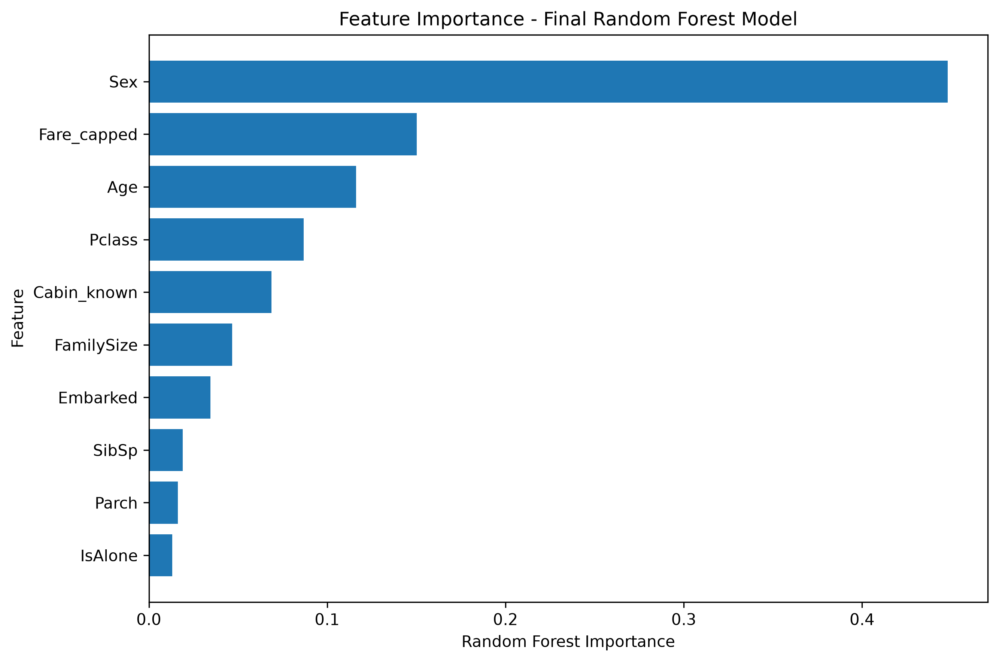 Feature Importance - Final Random Forest Model
Sex
Fare_capped
Age
Pclass
Cabin_known
FamilySize
Embarked
SibSp
Parch
IsAlone
Feature
0.0 0.1 0.2 0.3 0.4
Random Forest Importance